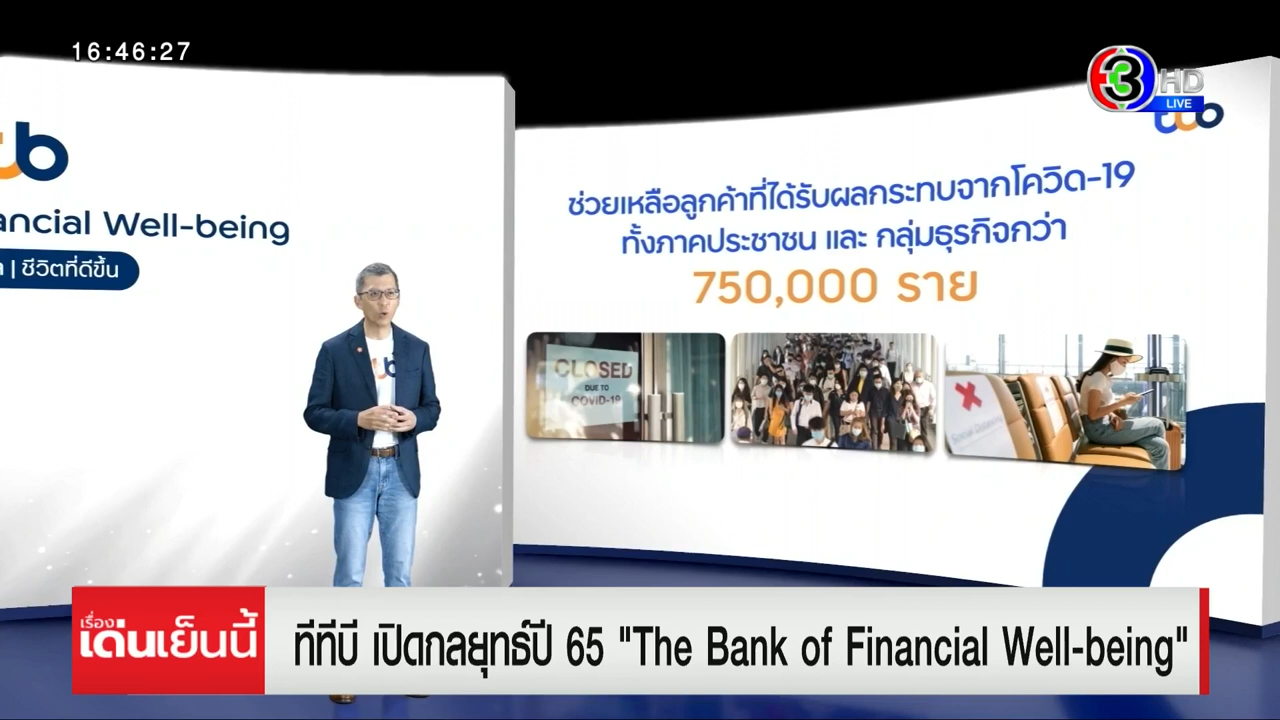 16:46:27
3 HD
LIVE
ttb
ub
ancial Well-being
| ชีวิตที่ดีขึ้น
ช่วยเหลือลูกค้าที่ได้รับผลกระทบจากโควิด-19
ทั้งภาคประชาชน และ กลุ่มธุรกิจกว่า
750,000 ราย
CLOSED
DUE TO
COVID-19
Social Distancing
เรื่อง
เด่นเย็นนี้
ทีทีบี เปิดกลยุทธ์ปี 65 "The Bank of Financial Well-being"